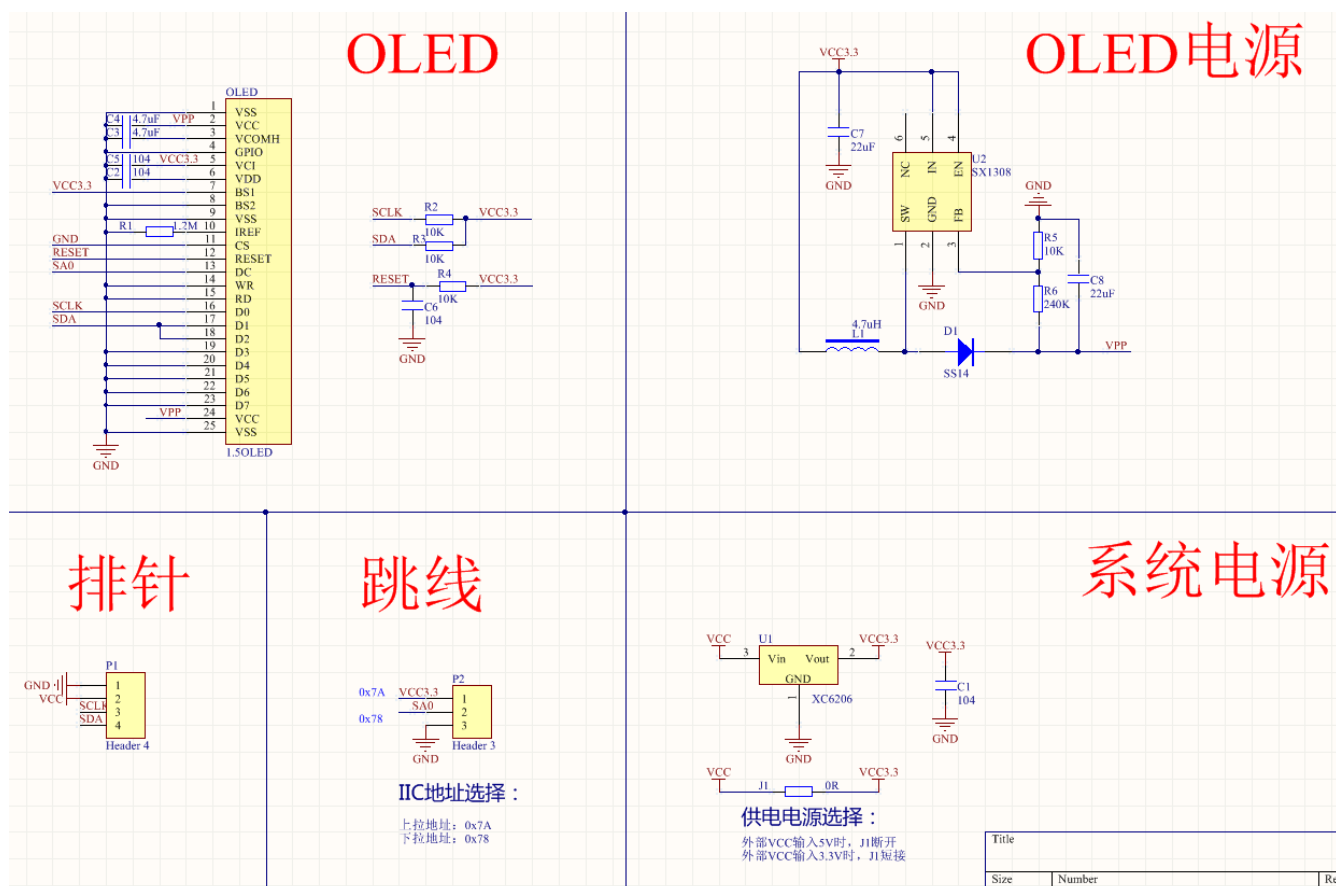 OLED
OLED
1 VSS
C4 4.7uF VPP 2 VCC
C3 4.7uF 3 VCOMH
4 GPIO
C5 104 VCC3.3 5 VCI
C2 104 6 VDD
VCC3.3 7 BS1
8 BS2
9 VSS
R1 1.2M 10 IREF
GND 11 CS
RESET 12 RESET
SA0 13 DC
14 WR
15 RD
SCLK 16 D0
SDA 17 D1
18 D2
19 D3
20 D4
21 D5
22 D6
23 D7
VPP 24 VCC
25 VSS
GND
1.5OLED
SCLK R2 VCC3.3
10K
SDA R3
10K
RESET R4 VCC3.3
10K
C6
104
GND
OLED电源
VCC3.3
C7
22uF
GND
6 5 4
NC IN EN
U2
SX1308
SW GND FB
1 2 3
GND
GND
R5
10K
R6
240K
C8
22uF
4.7uH
L1
D1
SS14
VPP
排针
P1
GND 1
VCC 2
SCLK 3
SDA 4
Header 4
跳线
P2
0x7A VCC3.3 1
SA0 2
0x78 3
GND
Header 3
IIC地址选择：
上拉地址：0x7A
下拉地址：0x78
系统电源
VCC U1 VCC3.3
3 Vin Vout 2
GND
1 XC6206
GND
VCC3.3
C1
104
GND
VCC VCC3.3
J1 0R
供电电源选择：
外部VCC输入5V时，J1断开
外部VCC输入3.3V时，J1短接
Title
Size Number Re